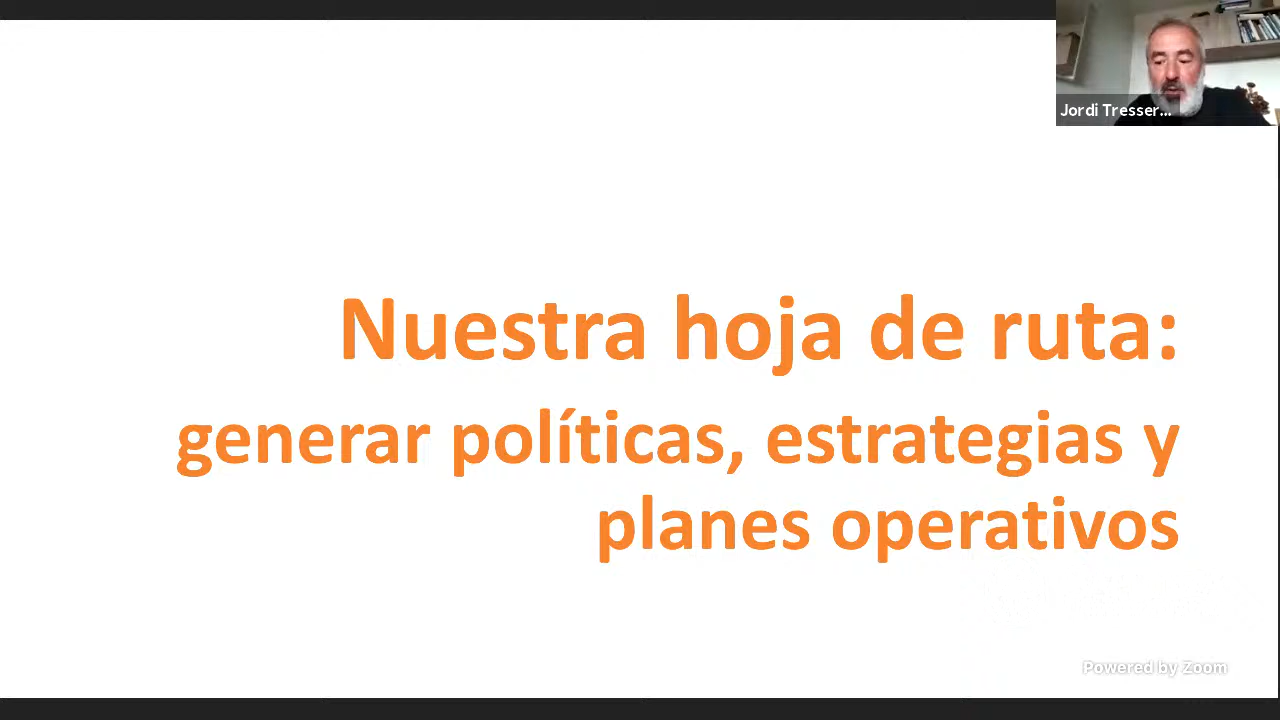 Jordi Tresser...
Nuestra hoja de ruta:
generar políticas, estrategias y
planes operativos
Powered by Zoom